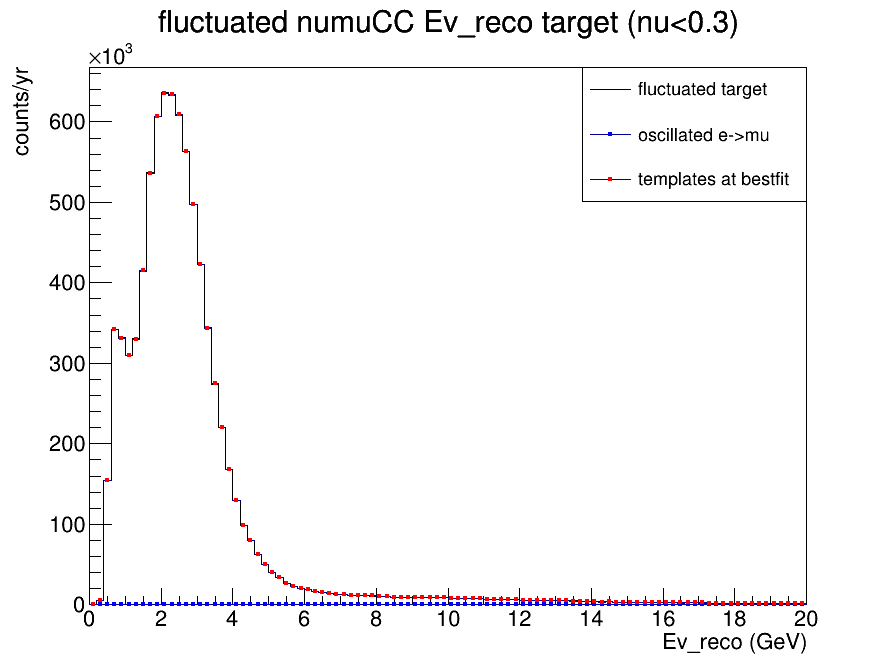 fluctuated numuCC Ev_reco target (nu<0.3)
×10³
counts/yr
fluctuated target
oscillated e->mu
templates at bestfit
600
500
400
300
200
100
0
0 2 4 6 8 10 12 14 16 18 20
Ev_reco (GeV)